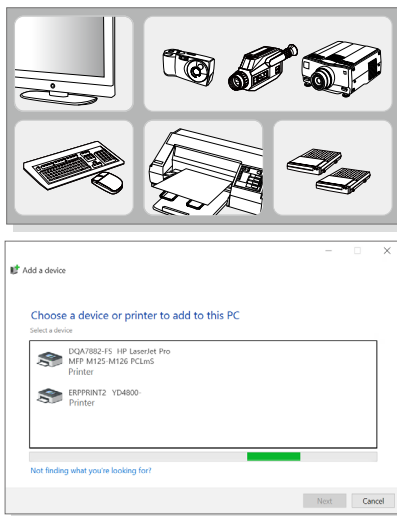 Add a device
Choose a device or printer to add to this PC
Select a device
DQA7882-F5 HP LaserJet Pro
MFP M125-M126 PCLmS
Printer
ERPPRINT2 YD4800-
Printer
Not finding what you're looking for?
Next
Cancel